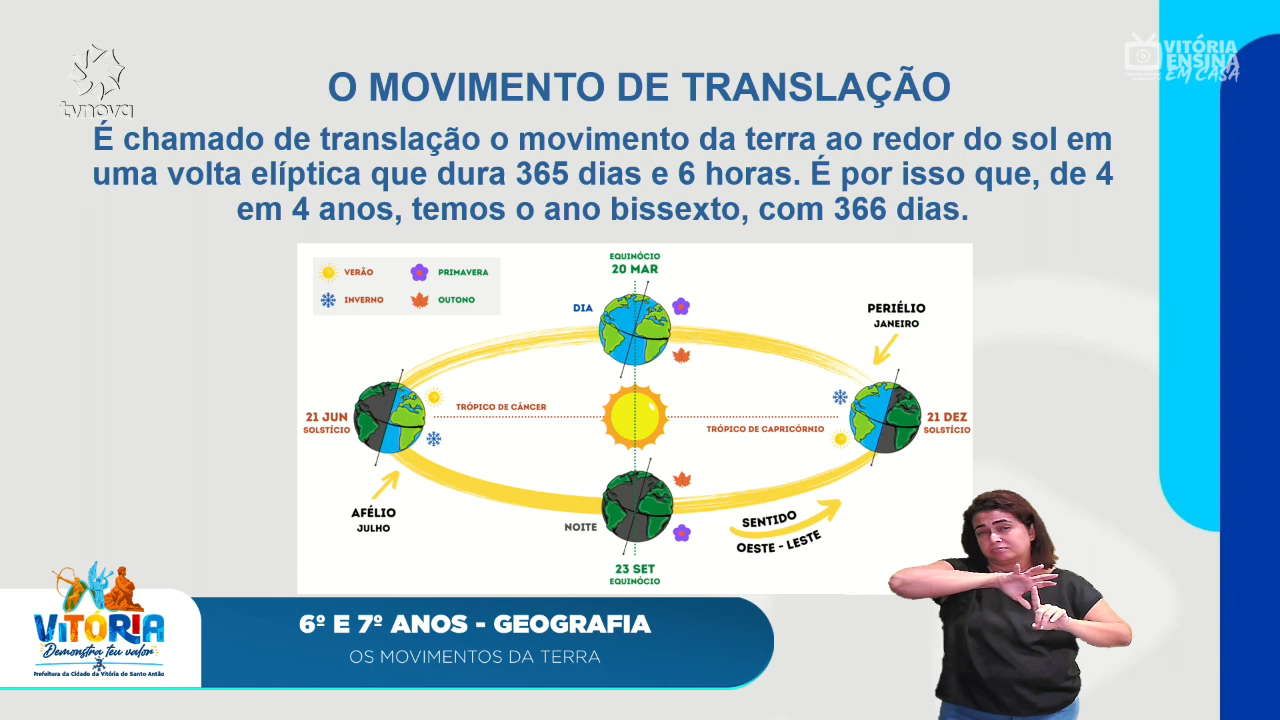 tvnova
VITÓRIA
ENSINA
EM CASA
O MOVIMENTO DE TRANSLAÇÃO
É chamado de translação o movimento da terra ao redor do sol em
uma volta elíptica que dura 365 dias e 6 horas. É por isso que, de 4
em 4 anos, temos o ano bissexto, com 366 dias.
VERÃO
PRIMAVERA
INVERNO
OUTONO
EQUINÓCIO
20 MAR
DIA
PERIÉLIO
JANEIRO
21 JUN
SOLSTÍCIO
TRÓPICO DE CÂNCER
TRÓPICO DE CAPRICÓRNIO
21 DEZ
SOLSTÍCIO
AFÉLIO
JULHO
NOITE
SENTIDO
OESTE - LESTE
23 SET
EQUINÓCIO
VITÓRIA
Demonstra teu valor
Prefeitura da Cidade da Vitória de Santo Antão
6º E 7º ANOS - GEOGRAFIA
OS MOVIMENTOS DA TERRA